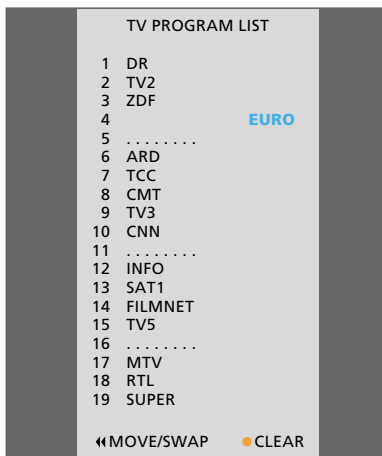 TV PROGRAM LIST
1 DR
2 TV2
3 ZDF
4 EURO
5 . . . . . . . .
6 ARD
7 TCC
8 CMT
9 TV3
10 CNN
11 . . . . . . . .
12 INFO
13 SAT1
14 FILMNET
15 TV5
16 . . . . . . . .
17 MTV
18 RTL
19 SUPER
MOVE/SWAP CLEAR